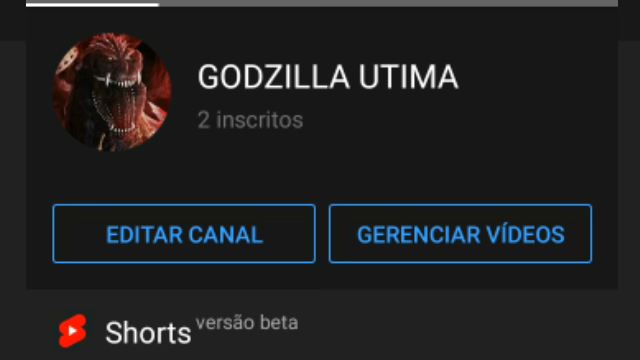 GODZILLA UTIMA
2 inscritos
EDITAR CANAL
GERENCIAR VÍDEOS
Shorts versão beta